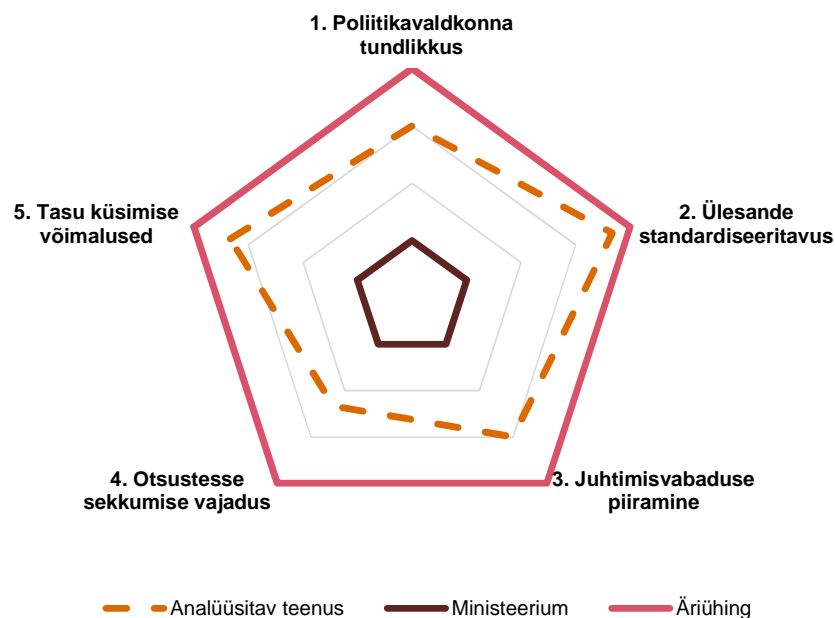 1. Poliitikavaldkonna
tundlikkus
5. Tasu küsimise
võimalused
2. Ülesande
standardiseeritavus
4. Otsustesse
sekkumise vajadus
3. Juhtimisvabaduse
piiramine
Analüüsitav teenus
Ministeerium
Äriühing